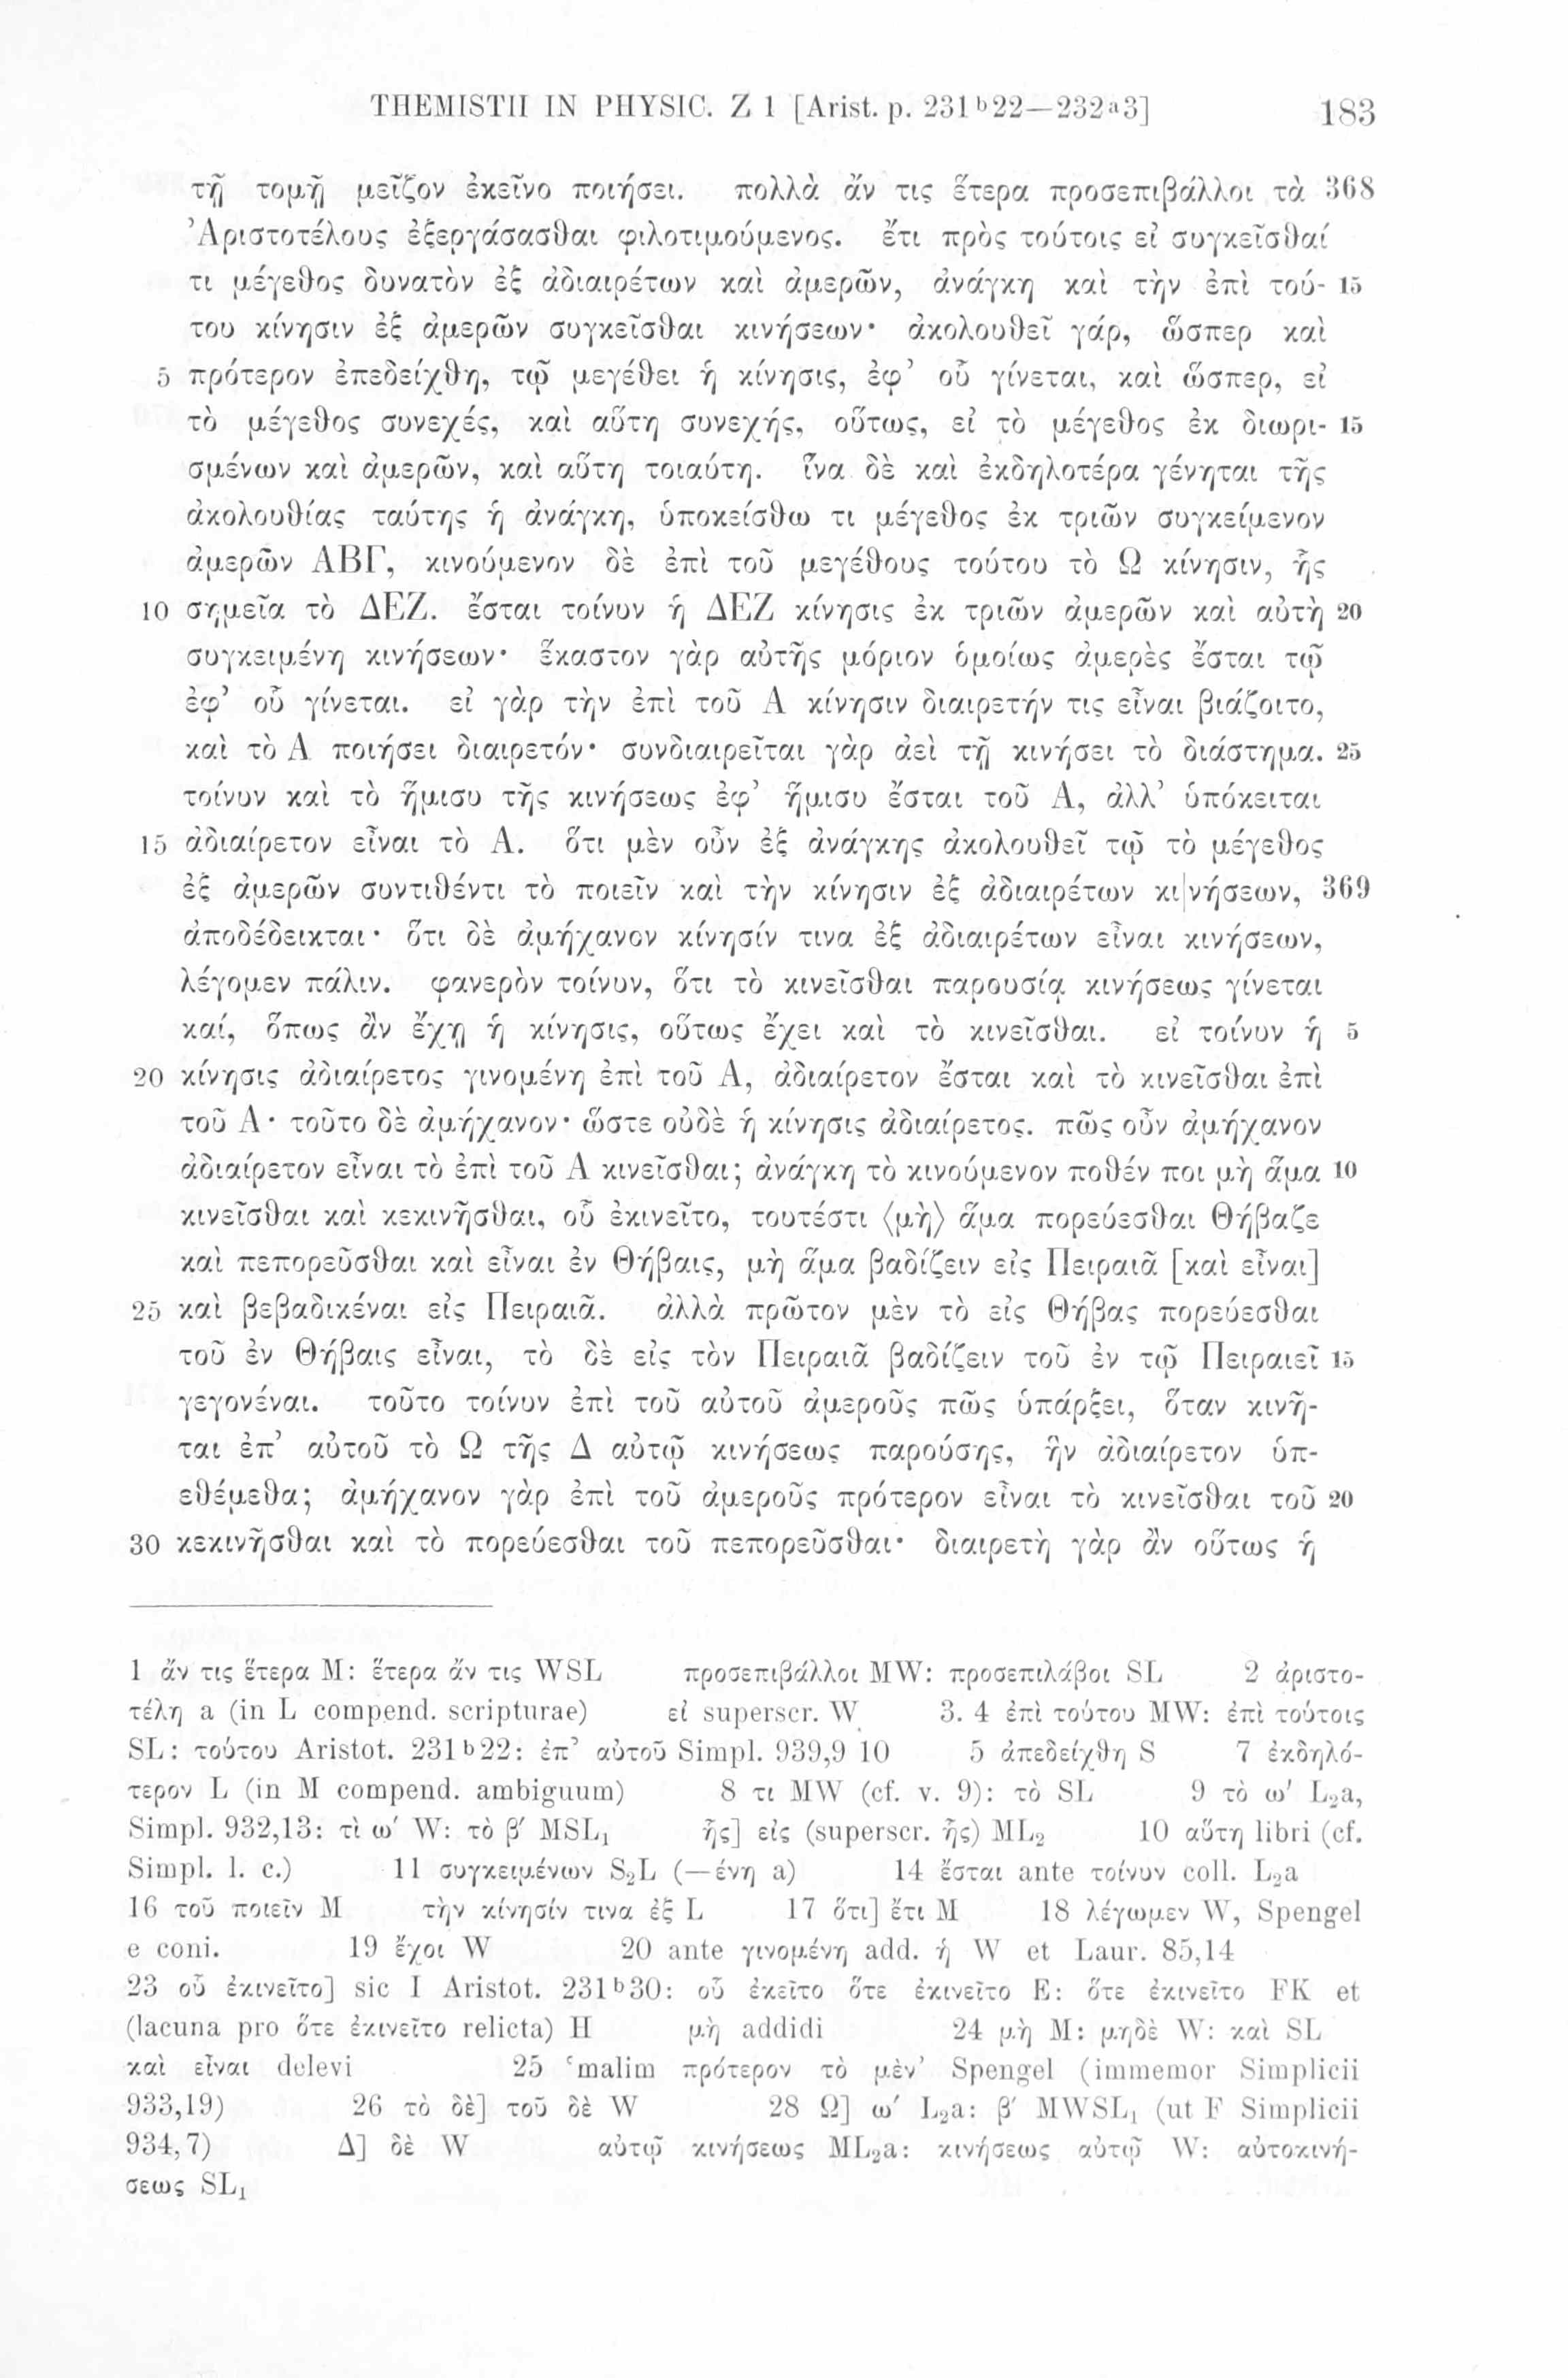 THEMISTII IN PHYSIC. Z 1 [Arist. p. 231ᵇ22—232ᵃ3] 183
τῇ τομῇ μεῖζον ἐκεῖνο ποιήσει. πολλὰ ἄν τις ἕτερα προσεπιβάλλοι τὰ 368
Ἀριστοτέλους ἐξεργάσασθαι φιλοτιμούμενος. ἔτι πρὸς τούτοις εἰ συγκεῖσθαί
τι μέγεθος δυνατὸν ἐξ ἀδιαιρέτων καὶ ἀμερῶν, ἀνάγκη καὶ τὴν ἐπὶ τού- 15
του κίνησιν ἐξ ἀμερῶν συγκεῖσθαι κινήσεων· ἀκολουθεῖ γάρ, ὥσπερ καὶ
5 πρότερον ἐπεδείχθη, τῷ μεγέθει ἡ κίνησις, ἐφ’ οὗ γίνεται, καὶ ὥσπερ, εἰ
τὸ μέγεθος συνεχές, καὶ αὕτη συνεχής, οὕτως, εἰ τὸ μέγεθος ἐκ διωρι- 15
σμένων καὶ ἀμερῶν, καὶ αὕτη τοιαύτη. ἵνα δὲ καὶ ἐκδηλοτέρα γένηται τῆς
ἀκολουθίας ταύτης ἡ ἀνάγκη, ὑποκείσθω τι μέγεθος ἐκ τριῶν συγκείμενον
ἀμερῶν ΑΒΓ, κινούμενον δὲ ἐπὶ τοῦ μεγέθους τούτου τὸ Ω κίνησιν, ἧς
10 σημεῖα τὸ ΔΕΖ. ἔσται τοίνυν ἡ ΔΕΖ κίνησις ἐκ τριῶν ἀμερῶν καὶ αὐτὴ 20
συγκειμένη κινήσεων· ἕκαστον γὰρ αὐτῆς μόριον ὁμοίως ἀμερὲς ἔσται τῷ
ἐφ’ οὗ γίνεται. εἰ γὰρ τὴν ἐπὶ τοῦ Α κίνησιν διαιρετήν τις εἶναι βιάζοιτο,
καὶ τὸ Α ποιήσει διαιρετόν· συνδιαιρεῖται γὰρ ἀεὶ τῇ κινήσει τὸ διάστημα. 25
τοίνυν καὶ τὸ ἥμισυ τῆς κινήσεως ἐφ’ ἥμισυ ἔσται τοῦ Α, ἀλλ’ ὑπόκειται
15 ἀδιαίρετον εἶναι τὸ Α. ὅτι μὲν οὖν ἐξ ἀνάγκης ἀκολουθεῖ τῷ τὸ μέγεθος
ἐξ ἀμερῶν συντιθέντι τὸ ποιεῖν καὶ τὴν κίνησιν ἐξ ἀδιαιρέτων κι|νήσεων, 369
ἀποδέδεικται· ὅτι δὲ ἀμήχανον κίνησίν τινα ἐξ ἀδιαιρέτων εἶναι κινήσεων,
λέγομεν πάλιν. φανερὸν τοίνυν, ὅτι τὸ κινεῖσθαι παρουσίᾳ κινήσεως γίνεται
καί, ὅπως ἂν ἔχῃ ἡ κίνησις, οὕτως ἔχει καὶ τὸ κινεῖσθαι. εἰ τοίνυν ἡ 5
20 κίνησις ἀδιαίρετος γινομένη ἐπὶ τοῦ Α, ἀδιαίρετον ἔσται καὶ τὸ κινεῖσθαι ἐπὶ
τοῦ Α· τοῦτο δὲ ἀμήχανον· ὥστε οὐδὲ ἡ κίνησις ἀδιαίρετος. πῶς οὖν ἀμήχανον
ἀδιαίρετον εἶναι τὸ ἐπὶ τοῦ Α κινεῖσθαι; ἀνάγκη τὸ κινούμενον ποθέν ποι μὴ ἅμα 10
κινεῖσθαι καὶ κεκινῆσθαι, οὗ ἐκινεῖτο, τουτέστι ⟨μὴ⟩ ἅμα πορεύεσθαι Θήβαζε
καὶ πεπορεῦσθαι καὶ εἶναι ἐν Θήβαις, μὴ ἅμα βαδίζειν εἰς Πειραιᾶ [καὶ εἶναι]
25 καὶ βεβαδικέναι εἰς Πειραιᾶ. ἀλλὰ πρῶτον μὲν τὸ εἰς Θήβας πορεύεσθαι
τοῦ ἐν Θήβαις εἶναι, τὸ δὲ εἰς τὸν Πειραιᾶ βαδίζειν τοῦ ἐν τῷ Πειραιεῖ 15
γεγονέναι. τοῦτο τοίνυν ἐπὶ τοῦ αὐτοῦ ἀμεροῦς πῶς ὑπάρξει, ὅταν κινῆ-
ται ἐπ’ αὐτοῦ τὸ Ω τῆς Δ αὐτῷ κινήσεως παρούσης, ἣν ἀδιαίρετον ὑπ-
εθέμεθα; ἀμήχανον γὰρ ἐπὶ τοῦ ἀμεροῦς πρότερον εἶναι τὸ κινεῖσθαι τοῦ 20
30 κεκινῆσθαι καὶ τὸ πορεύεσθαι τοῦ πεπορεῦσθαι· διαιρετὴ γὰρ ἂν οὕτως ἡ
1 ἄν τις ἕτερα M: ἕτερα ἄν τις WSL προσεπιβάλλοι MW: προσεπιλάβοι SL 2 ἀριστο-
τέλη a (in L compend. scripturae) εἰ superscr. W 3. 4 ἐπὶ τούτου MW: ἐπὶ τούτοις
SL: τούτου Aristot. 231ᵇ22: ἐπ’ αὐτοῦ Simpl. 939,9 10 5 ἀπεδείχθη S 7 ἐκδηλό-
τερον L (in M compend. ambiguum) 8 τι MW (cf. v. 9): τὸ SL 9 τὸ ω′ L₂a,
Simpl. 932,13: τὶ ω′ W: τὸ β′ MSL₁ ἧς] εἰς (superscr. ἧς) ML₂ 10 αὕτη libri (cf.
Simpl. l. c.) 11 συγκειμένων S₂L (—ένη a) 14 ἔσται ante τοίνυν coll. L₂a
16 τοῦ ποιεῖν M τὴν κίνησίν τινα ἐξ L 17 ὅτι] ἔτι M 18 λέγωμεν W, Spengel
e coni. 19 ἔχοι W 20 ante γινομένη add. ἡ W et Laur. 85,14
23 οὗ ἐκινεῖτο] sic I Aristot. 231ᵇ30: οὗ ἐκεῖτο ὅτε ἐκινεῖτο E: ὅτε ἐκινεῖτο FK et
(lacuna pro ὅτε ἐκινεῖτο relicta) H μὴ addidi 24 μὴ M: μηδὲ W: καὶ SL
καὶ εἶναι delevi 25 ‘malim πρότερον τὸ μὲν’ Spengel (immemor Simplicii
933,19) 26 τὸ δὲ] τοῦ δὲ W 28 Ω] ω′ L₂a: β′ MWSL₁ (ut F Simplicii
934,7) Δ] δὲ W αὐτῷ κινήσεως ML₂a: κινήσεως αὐτῷ W: αὐτοκινή-
σεως SL₁